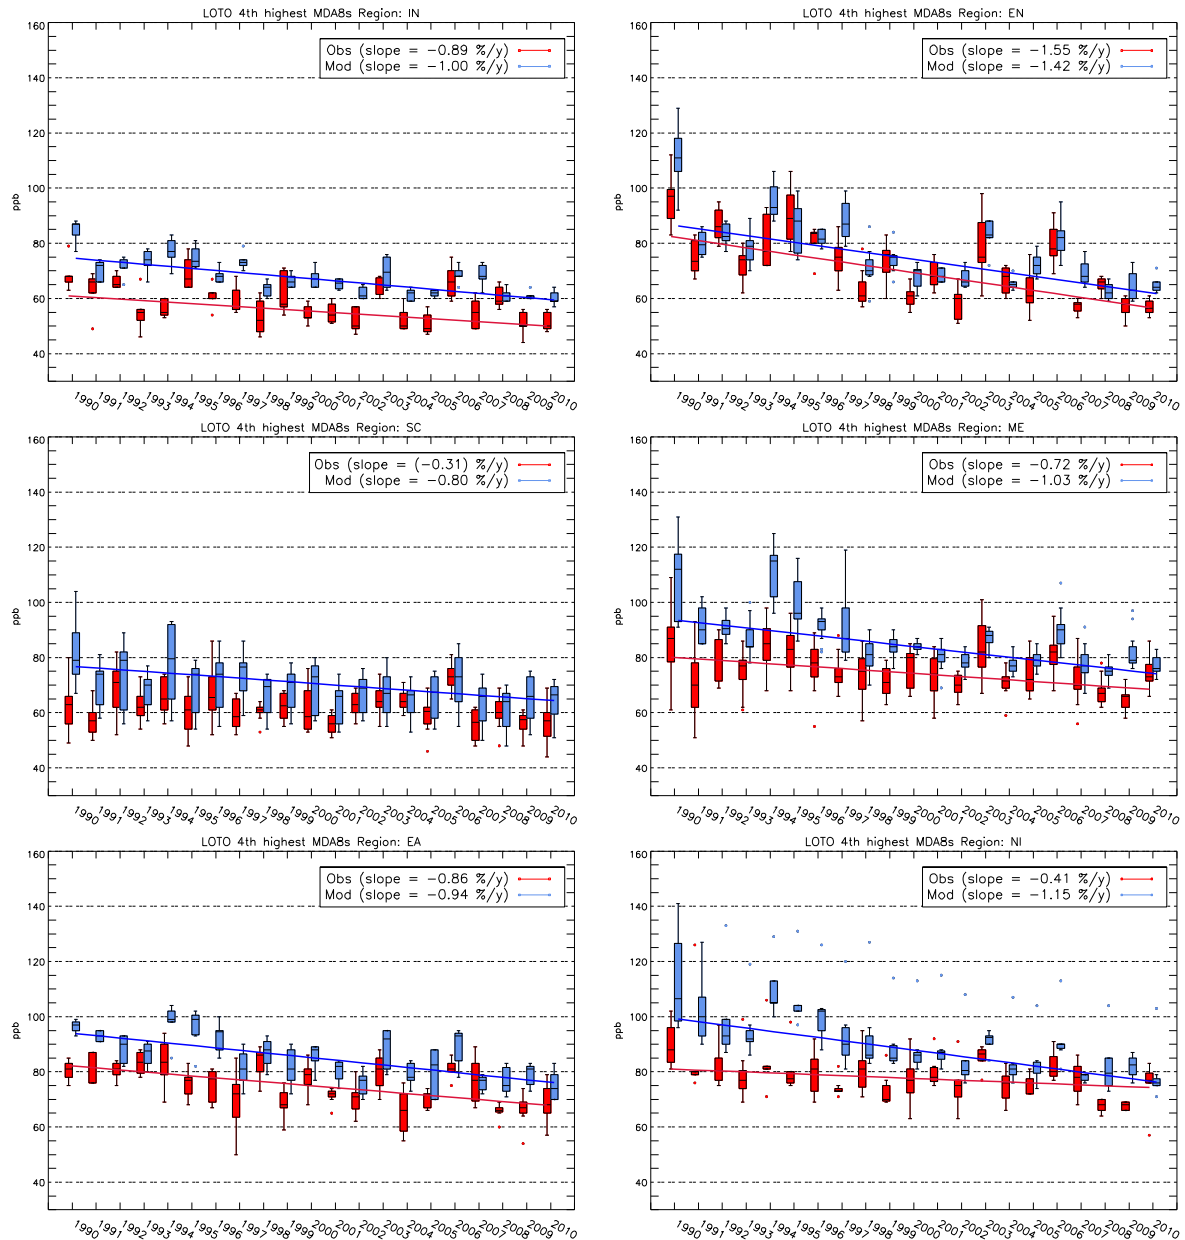 LOTO 4th highest MDA8s Region: IN
Obs (slope = −0.89 %/y)
Mod (slope = −1.00 %/y)
ppb
160
140
120
100
80
60
40
1990 1991 1992 1993 1994 1995 1996 1997 1998 1999 2000 2001 2002 2003 2004 2005 2006 2007 2008 2009 2010
LOTO 4th highest MDA8s Region: EN
Obs (slope = −1.55 %/y)
Mod (slope = −1.42 %/y)
ppb
160
140
120
100
80
60
40
1990 1991 1992 1993 1994 1995 1996 1997 1998 1999 2000 2001 2002 2003 2004 2005 2006 2007 2008 2009 2010
LOTO 4th highest MDA8s Region: SC
Obs (slope = (−0.31) %/y)
Mod (slope = −0.80 %/y)
ppb
160
140
120
100
80
60
40
1990 1991 1992 1993 1994 1995 1996 1997 1998 1999 2000 2001 2002 2003 2004 2005 2006 2007 2008 2009 2010
LOTO 4th highest MDA8s Region: ME
Obs (slope = −0.72 %/y)
Mod (slope = −1.03 %/y)
ppb
160
140
120
100
80
60
40
1990 1991 1992 1993 1994 1995 1996 1997 1998 1999 2000 2001 2002 2003 2004 2005 2006 2007 2008 2009 2010
LOTO 4th highest MDA8s Region: EA
Obs (slope = −0.86 %/y)
Mod (slope = −0.94 %/y)
ppb
160
140
120
100
80
60
40
1990 1991 1992 1993 1994 1995 1996 1997 1998 1999 2000 2001 2002 2003 2004 2005 2006 2007 2008 2009 2010
LOTO 4th highest MDA8s Region: NI
Obs (slope = −0.41 %/y)
Mod (slope = −1.15 %/y)
ppb
160
140
120
100
80
60
40
1990 1991 1992 1993 1994 1995 1996 1997 1998 1999 2000 2001 2002 2003 2004 2005 2006 2007 2008 2009 2010